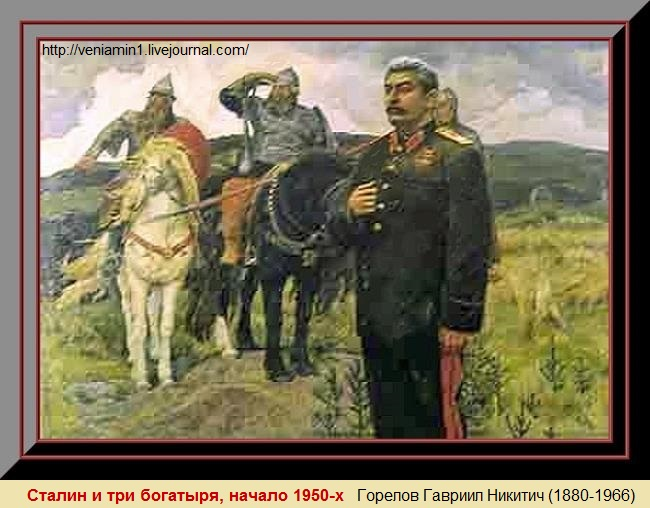 http://veniamin1.livejournal.com/
Сталин и три богатыря, начало 1950-х Горелов Гавриил Никитич (1880-1966)